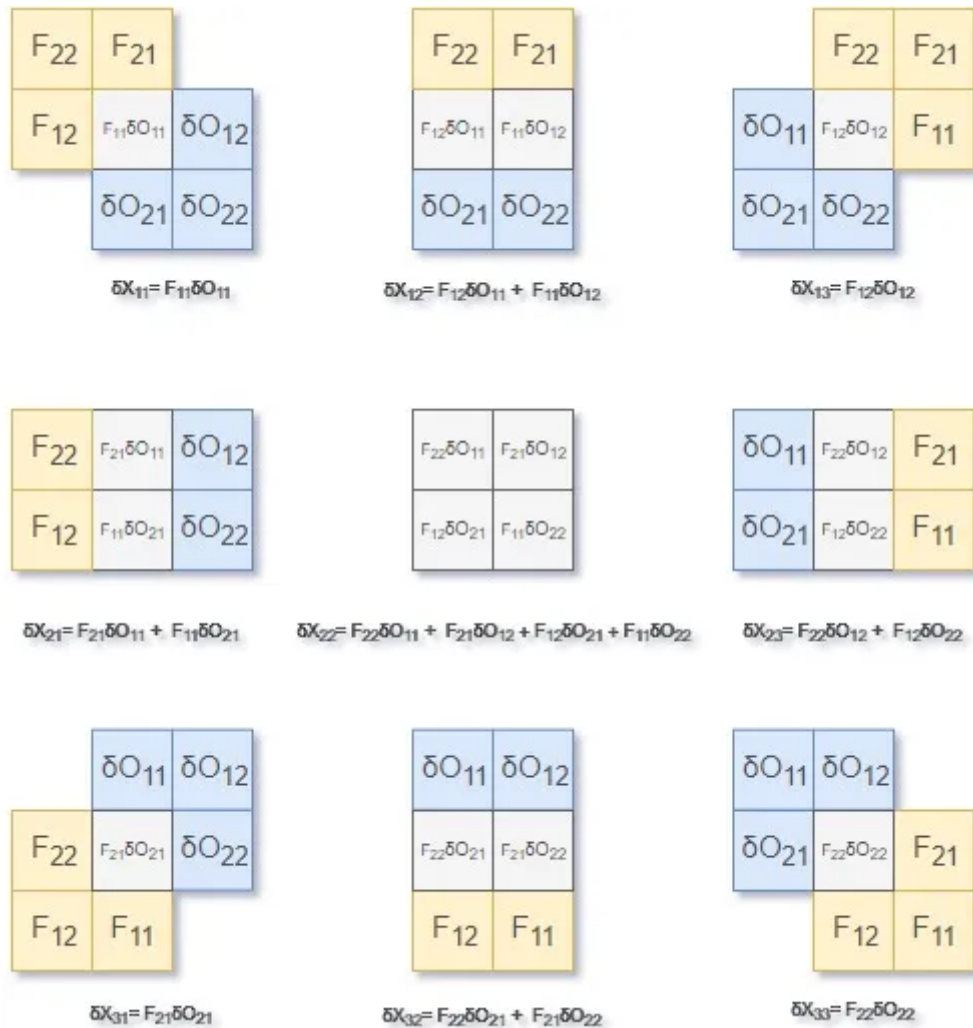 F₂₂ F₂₁ F₂₂ F₂₁ F₂₂ F₂₁
F₁₂ F₁₁δO₁₁ δO₁₂ F₁₂δO₁₁ F₁₁δO₁₂ δO₁₁ F₁₂δO₁₂ F₁₁
δO₂₁ δO₂₂ δO₂₁ δO₂₂ δO₂₁ δO₂₂
δX₁₁= F₁₁δO₁₁ δX₁₂= F₁₂δO₁₁ + F₁₁δO₁₂ δX₁₃= F₁₂δO₁₂
F₂₂ F₂₁δO₁₁ δO₁₂ F₂₂δO₁₁ F₂₁δO₁₂ δO₁₁ F₂₂δO₁₂ F₂₁
F₁₂ F₁₁δO₂₁ δO₂₂ F₁₂δO₂₁ F₁₁δO₂₂ δO₂₁ F₁₂δO₂₂ F₁₁
δX₂₁= F₂₁δO₁₁ + F₁₁δO₂₁ δX₂₂= F₂₂δO₁₁ + F₂₁δO₁₂ + F₁₂δO₂₁ + F₁₁δO₂₂ δX₂₃= F₂₂δO₁₂ + F₁₂δO₂₂
δO₁₁ δO₁₂ δO₁₁ δO₁₂ δO₁₁ δO₁₂
F₂₂ F₂₁δO₂₁ δO₂₂ F₂₂δO₂₁ F₂₁δO₂₂ δO₂₁ F₂₂δO₂₂ F₂₁
F₁₂ F₁₁ F₁₂ F₁₁ F₁₂ F₁₁
δX₃₁= F₂₁δO₂₁ δX₃₂= F₂₂δO₂₁ + F₂₁δO₂₂ δX₃₃= F₂₂δO₂₂